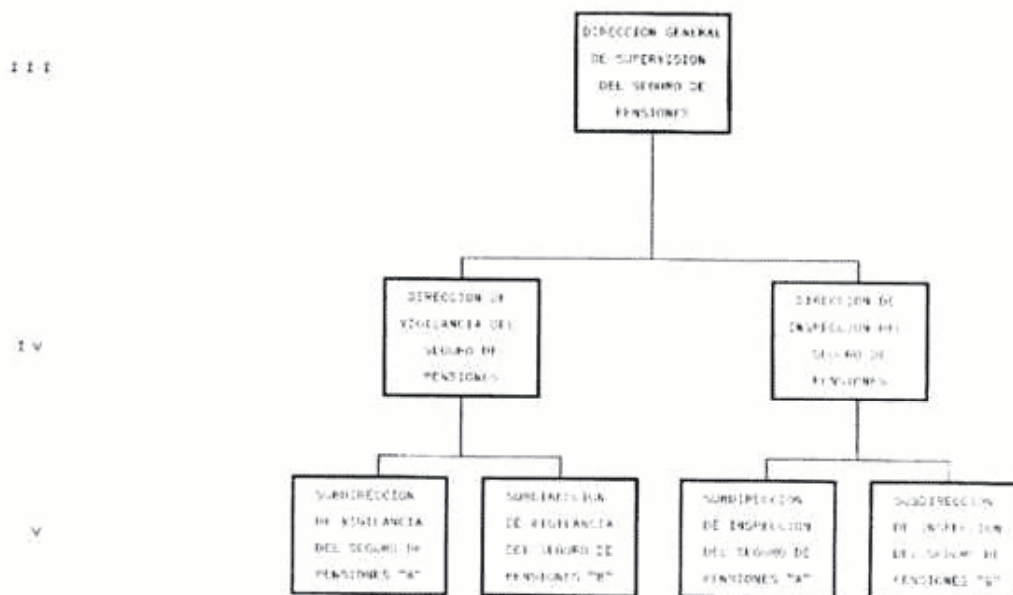 DIRECCION GENERAL
DE SUPERVISION
DEL SEGURO DE
PENSIONES
III
DIRECCION DE
VIGILANCIA DEL
SEGURO DE
PENSIONES
DIRECCION DE
INSPECCION DEL
SEGURO DE
PENSIONES
IV
SUBDIRECCION
DE VIGILANCIA
DEL SEGURO DE
PENSIONES "A"
SUBDIRECCION
DE VIGILANCIA
DEL SEGURO DE
PENSIONES "B"
SUBDIRECCION
DE INSPECCION
DEL SEGURO DE
PENSIONES "A"
SUBDIRECCION
DE INSPECCION
DEL SEGURO DE
PENSIONES "B"
V